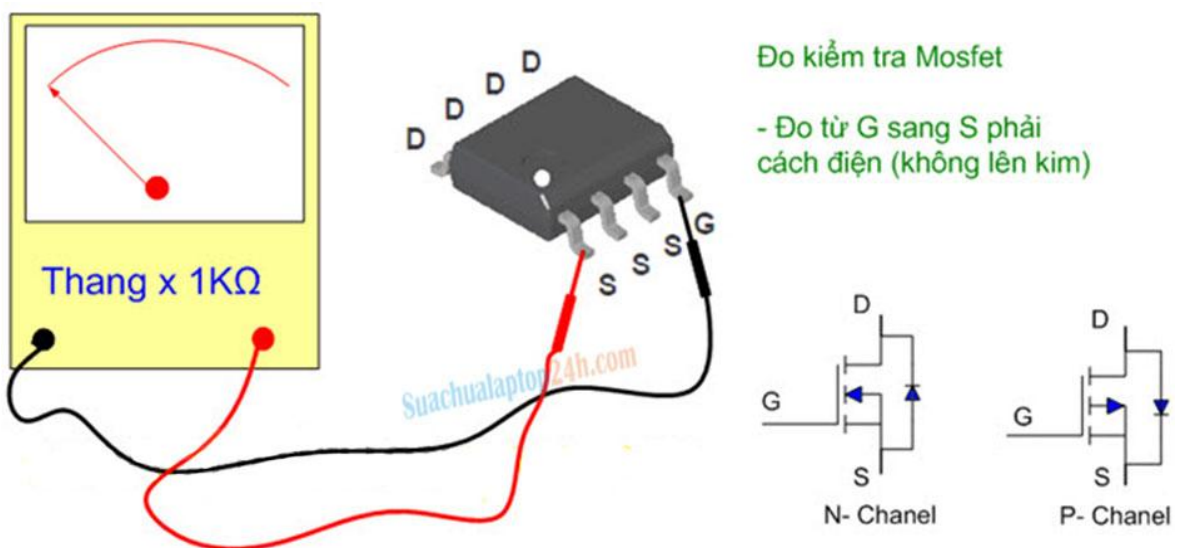 Đo kiểm tra Mosfet
- Đo từ G sang S phải
cách điện (không lên kim)
Thang x 1KΩ
D
D
D
D
S
S
S
G
Suachualaptop24h.com
D
G
S
N- Chanel
D
G
S
P- Chanel